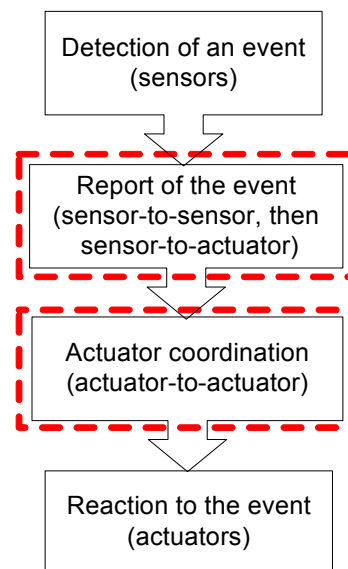 Detection of an event
(sensors)
Report of the event
(sensor-to-sensor, then
sensor-to-actuator)
Actuator coordination
(actuator-to-actuator)
Reaction to the event
(actuators)